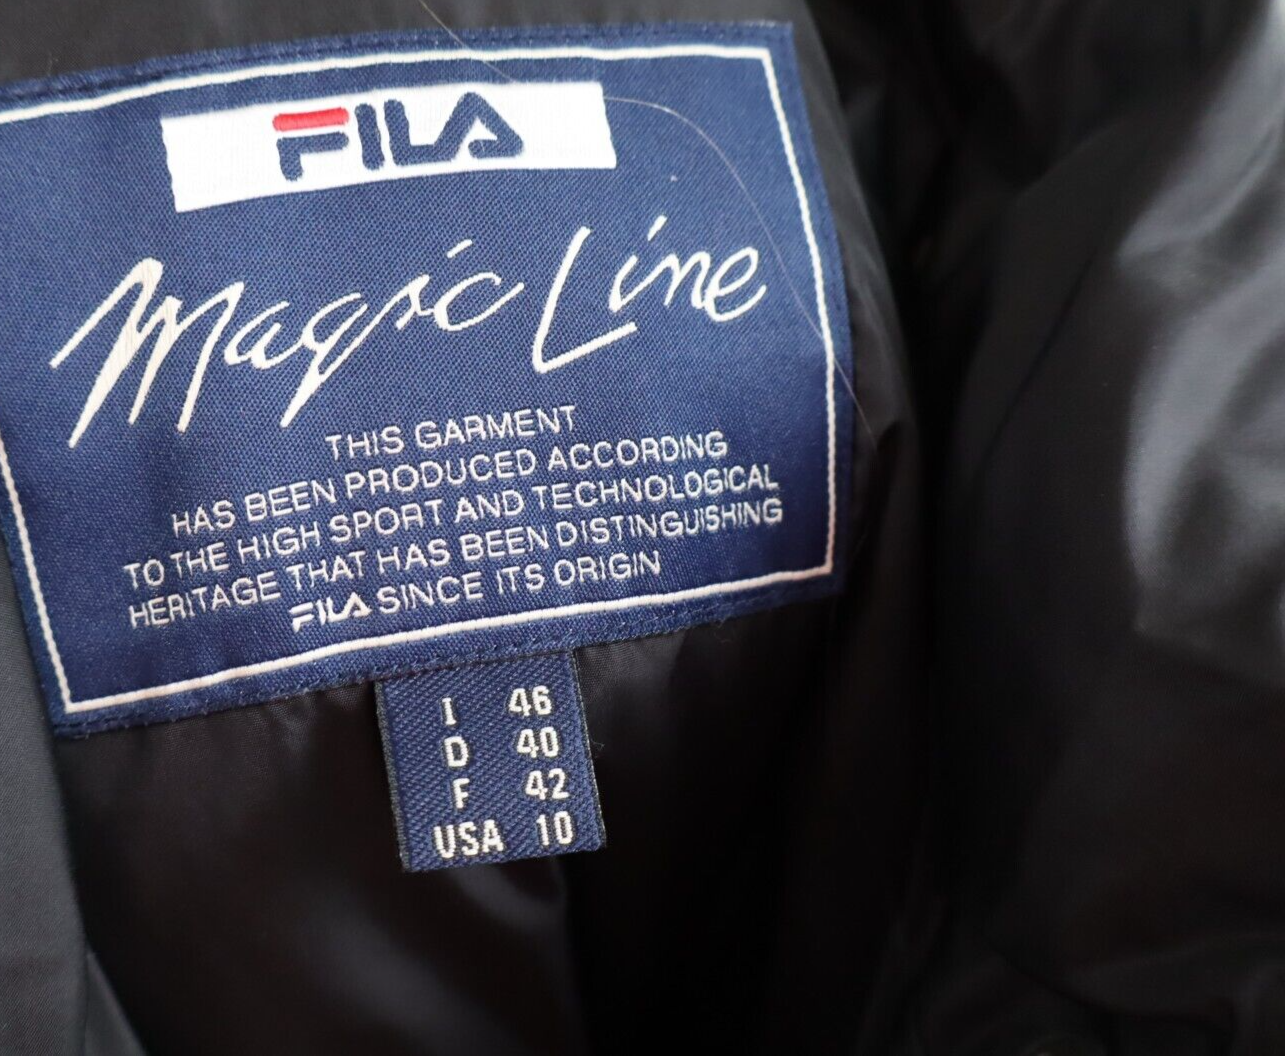 FILA
Magic Line
THIS GARMENT
HAS BEEN PRODUCED ACCORDING
TO THE HIGH SPORT AND TECHNOLOGICAL
HERITAGE THAT HAS BEEN DISTINGUISHING
FILA SINCE ITS ORIGIN
I 46
D 40
F 42
USA 10